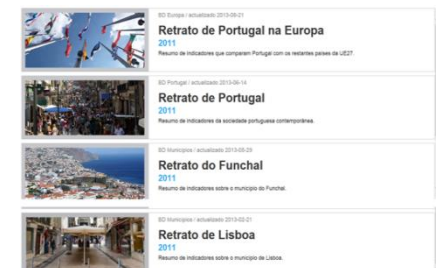 BD Europa / actualizado 2013-08-21
Retrato de Portugal na Europa
2011
Resumo de indicadores que comparam Portugal com os restantes países da UE27.
BD Portugal / actualizado 2013-06-14
Retrato de Portugal
2011
Resumo de indicadores da sociedade portuguesa contemporânea.
BD Municípios / actualizado 2013-05-29
Retrato do Funchal
2011
Resumo de indicadores sobre o município do Funchal.
BD Municípios / actualizado 2013-02-21
Retrato de Lisboa
2011
Resumo de indicadores sobre o município de Lisboa.